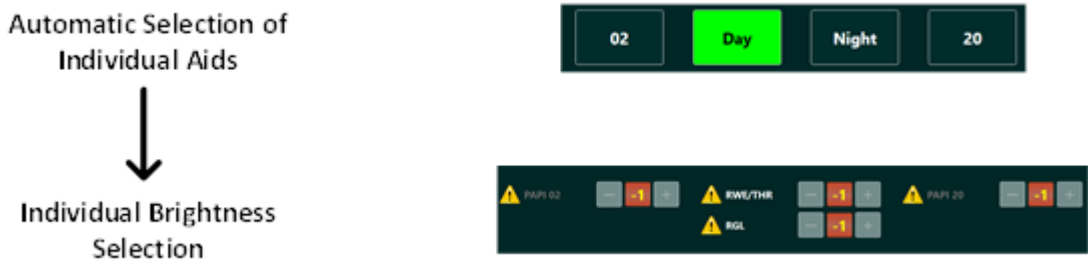 Automatic Selection of
Individual Aids
02 Day Night 20
Individual Brightness
Selection
PAPI 02 − -1 + RWE/THR − -1 + PAPI 20 − -1 +
RGL − -1 +